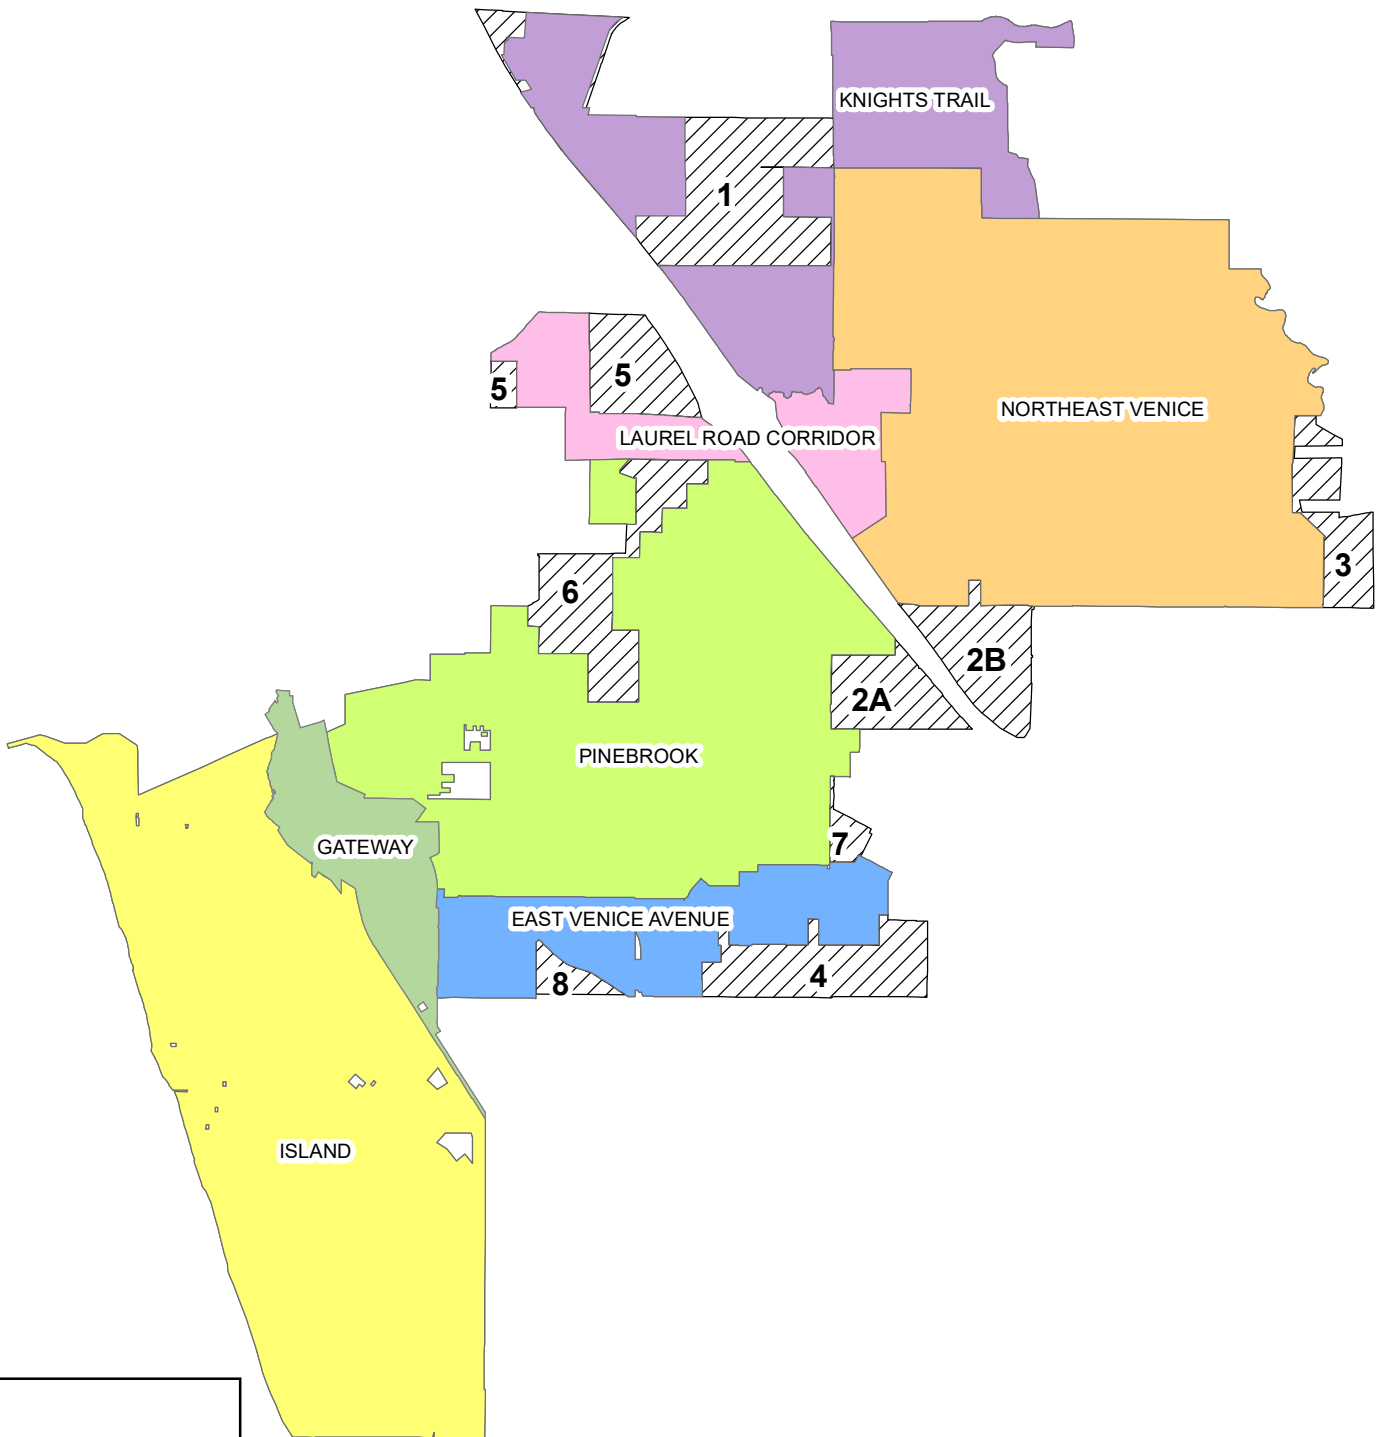 KNIGHTS TRAIL
1
5
5
NORTHEAST VENICE
LAUREL ROAD CORRIDOR
3
6
2B
2A
PINEBROOK
7
GATEWAY
EAST VENICE AVENUE
4
8
ISLAND